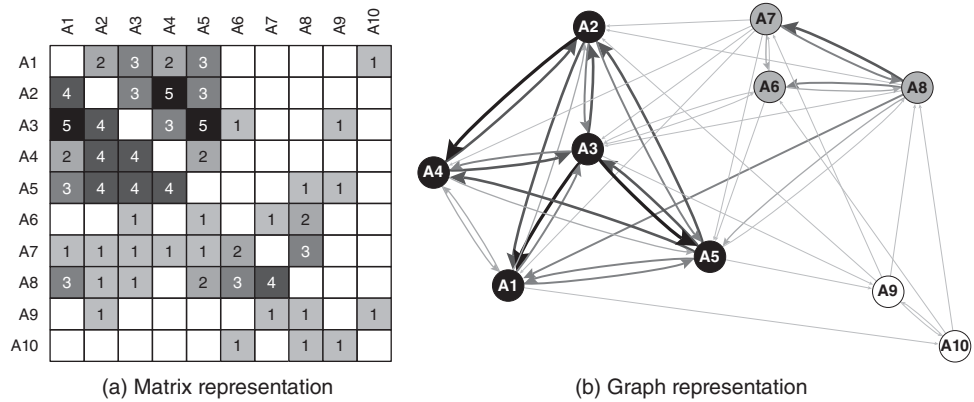 A1 A2 A3 A4 A5 A6 A7 A8 A9 A10
A1 2 3 2 3 1
A2 4 3 5 3
A3 5 4 3 5 1 1
A4 2 4 4 2
A5 3 4 4 4 1 1
A6 1 1 1 2
A7 1 1 1 1 1 2 3
A8 3 1 1 2 3 4
A9 1 1 1 1
A10 1 1 1
(a) Matrix representation
A7
A2
A6
A8
A3
A4
A5
A1
A9
A10
(b) Graph representation